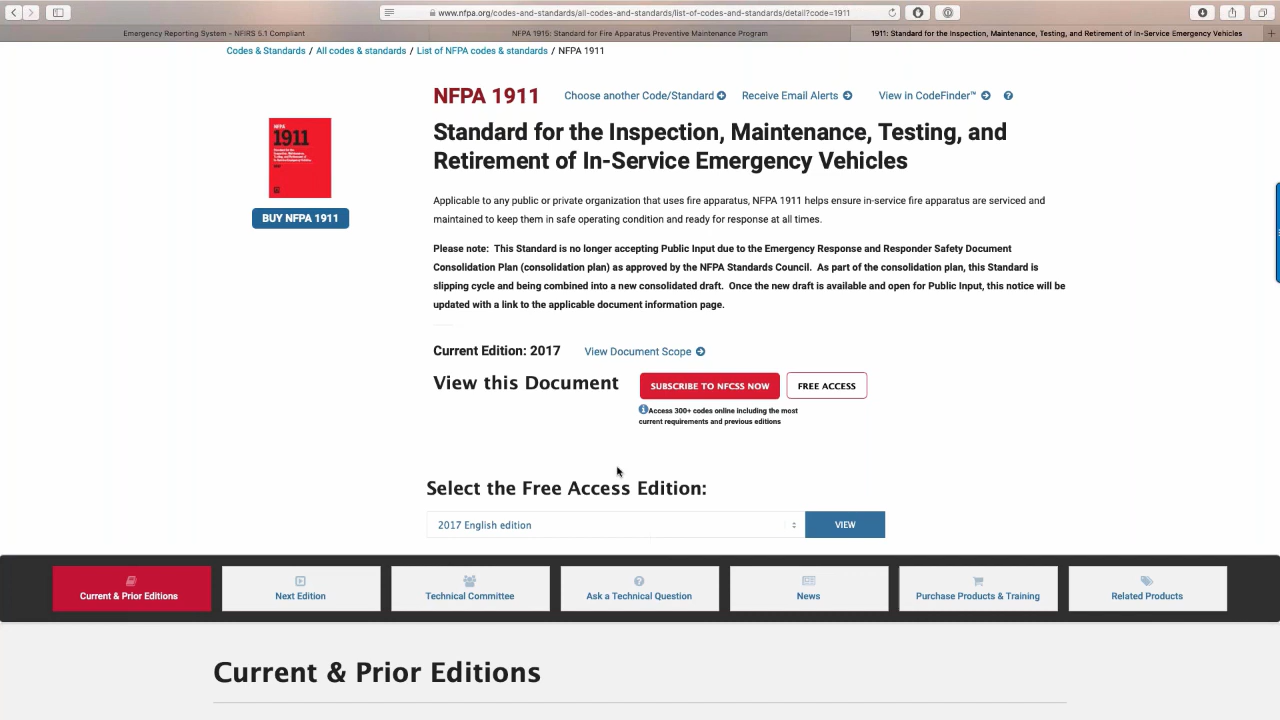 www.nfpa.org/codes-and-standards/all-codes-and-standards/list-of-codes-and-standards/detail?code=1911
Emergency Reporting System - NFIRS 5.1 Compliant
NFPA 1915: Standard for Fire Apparatus Preventive Maintenance Program
1911: Standard for the Inspection, Maintenance, Testing, and Retirement of In-Service Emergency Vehicles
Codes & Standards / All codes & standards / List of NFPA codes & standards / NFPA 1911
NFPA 1911
Choose another Code/Standard
Receive Email Alerts
View in CodeFinder™
Standard for the Inspection, Maintenance, Testing, and
Retirement of In-Service Emergency Vehicles
NFPA
1911
BUY NFPA 1911
Applicable to any public or private organization that uses fire apparatus, NFPA 1911 helps ensure in-service fire apparatus are serviced and
maintained to keep them in safe operating condition and ready for response at all times.
Please note: This Standard is no longer accepting Public Input due to the Emergency Response and Responder Safety Document
Consolidation Plan (consolidation plan) as approved by the NFPA Standards Council. As part of the consolidation plan, this Standard is
slipping cycle and being combined into a new consolidated draft. Once the new draft is available and open for Public Input, this notice will be
updated with a link to the applicable document information page.
Current Edition: 2017
View Document Scope
View this Document
SUBSCRIBE TO NFCSS NOW
FREE ACCESS
Access 300+ codes online including the most
current requirements and previous editions
Select the Free Access Edition:
2017 English edition
VIEW
Current & Prior Editions
Next Edition
Technical Committee
Ask a Technical Question
News
Purchase Products & Training
Related Products
Current & Prior Editions